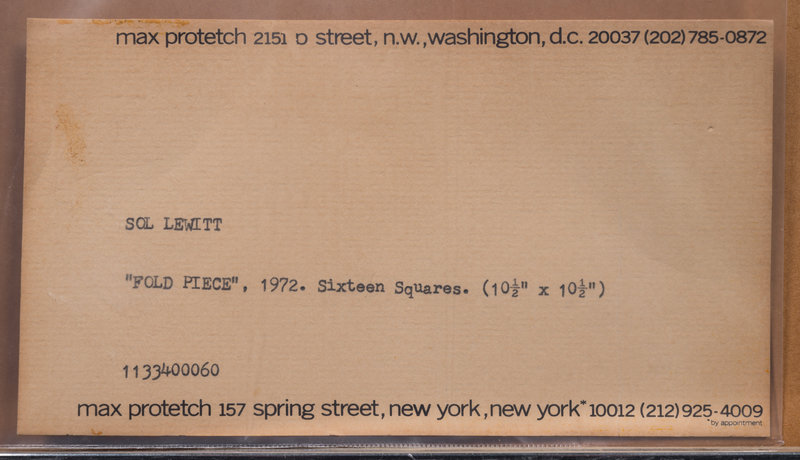 max protetch 2151 p street, n.w.,washington, d.c. 20037 (202) 785-0872
SOL LEWITT
"FOLD PIECE", 1972. Sixteen Squares. (10½" x 10½")
1133400060
max protetch 157 spring street, new york, new york* 10012 (212) 925-4009
*by appointment